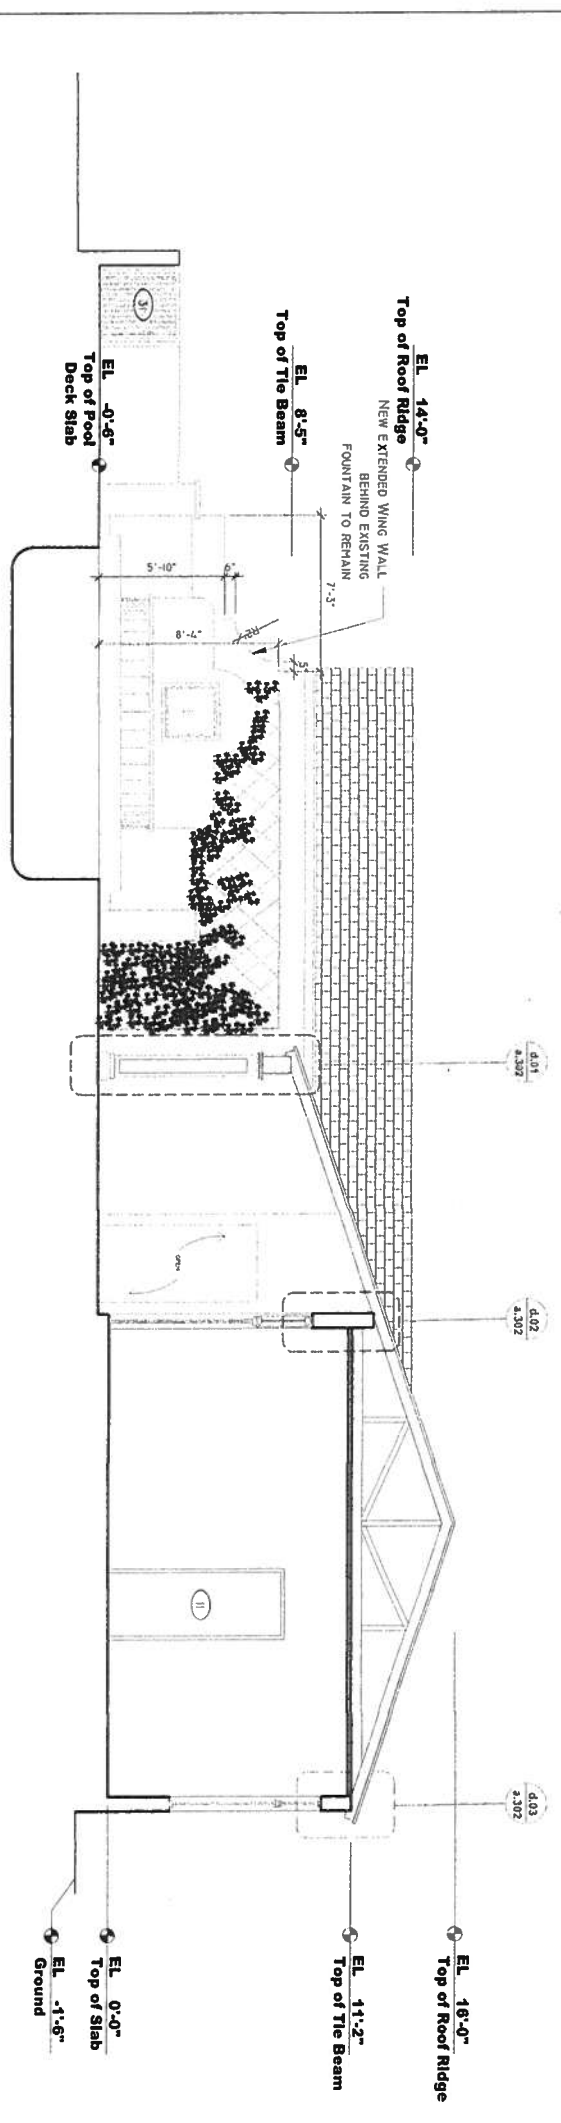 EL 14'-0"
Top of Roof Ridge
NEW EXTENDED WING WALL
BEHIND EXISTING
FOUNTAIN TO REMAIN
EL 8'-5"
Top of Tie Beam
EL -0'-6"
Top of Pool
Deck Slab
7'-3"
5'-10"
6"
8'-4"
5"
OPEN
11
d.01
a.302
d.02
a.302
d.03
a.302
EL 16'-0"
Top of Roof Ridge
EL 11'-2"
Top of Tie Beam
EL 0'-0"
Top of Slab
EL -1'-6"
Ground